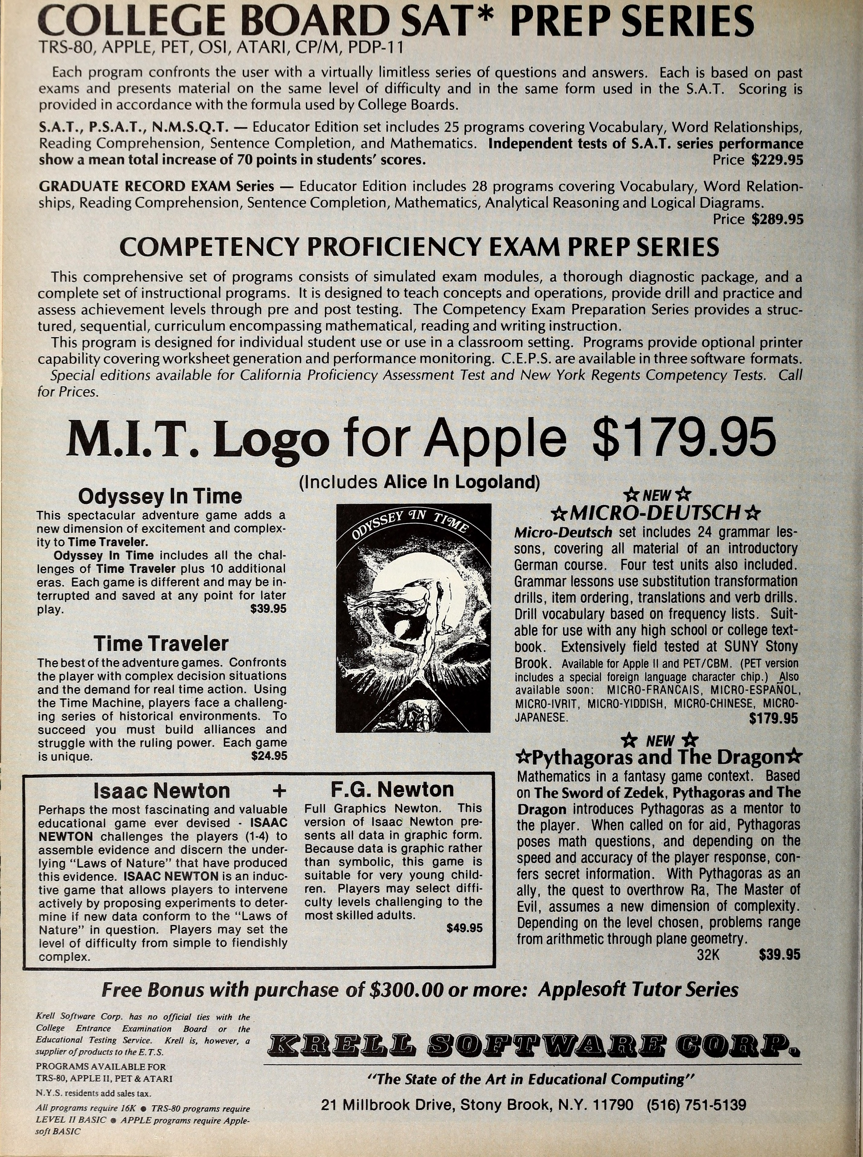 COLLEGE BOARD SAT* PREP SERIES
TRS-80, APPLE, PET, OSI, ATARI, CP/M, PDP-11
Each program confronts the user with a virtually limitless series of questions and answers. Each is based on past
exams and presents material on the same level of difficulty and in the same form used in the S.A.T. Scoring is
provided in accordance with the formula used by College Boards.
S.A.T., P.S.A.T., N.M.S.Q.T. — Educator Edition set includes 25 programs covering Vocabulary, Word Relationships,
Reading Comprehension, Sentence Completion, and Mathematics. Independent tests of S.A.T. series performance
show a mean total increase of 70 points in students' scores. Price $229.95
GRADUATE RECORD EXAM Series — Educator Edition includes 28 programs covering Vocabulary, Word Relation-
ships, Reading Comprehension, Sentence Completion, Mathematics, Analytical Reasoning and Logical Diagrams.
Price $289.95
COMPETENCY PROFICIENCY EXAM PREP SERIES
This comprehensive set of programs consists of simulated exam modules, a thorough diagnostic package, and a
complete set of instructional programs. It is designed to teach concepts and operations, provide drill and practice and
assess achievement levels through pre and post testing. The Competency Exam Preparation Series provides a struc-
tured, sequential, curriculum encompassing mathematical, reading and writing instruction.
This program is designed for individual student use or use in a classroom setting. Programs provide optional printer
capability covering worksheet generation and performance monitoring. C.E.P.S. are available in three software formats.
Special editions available for California Proficiency Assessment Test and New York Regents Competency Tests. Call
for Prices.
M.I.T. Logo for Apple $179.95
(Includes Alice In Logoland)
Odyssey In Time
This spectacular adventure game adds a
new dimension of excitement and complex-
ity to Time Traveler.
Odyssey In Time includes all the chal-
lenges of Time Traveler plus 10 additional
eras. Each game is different and may be in-
terrupted and saved at any point for later
play. $39.95
Time Traveler
The best of the adventure games. Confronts
the player with complex decision situations
and the demand for real time action. Using
the Time Machine, players face a challeng-
ing series of historical environments. To
succeed you must build alliances and
struggle with the ruling power. Each game
is unique. $24.95
ODYSSEY IN TIME
☆ NEW ☆
☆MICRO-DEUTSCH☆
Micro-Deutsch set includes 24 grammar les-
sons, covering all material of an introductory
German course. Four test units also included.
Grammar lessons use substitution transformation
drills, item ordering, translations and verb drills.
Drill vocabulary based on frequency lists. Suit-
able for use with any high school or college text-
book. Extensively field tested at SUNY Stony
Brook. Available for Apple II and PET/CBM. (PET version
includes a special foreign language character chip.) Also
available soon: MICRO-FRANCAIS, MICRO-ESPAÑOL,
MICRO-IVRIT, MICRO-YIDDISH, MICRO-CHINESE, MICRO-
JAPANESE. $179.95
☆ NEW ☆
☆Pythagoras and The Dragon☆
Mathematics in a fantasy game context. Based
on The Sword of Zedek, Pythagoras and The
Dragon introduces Pythagoras as a mentor to
the player. When called on for aid, Pythagoras
poses math questions, and depending on the
speed and accuracy of the player response, con-
fers secret information. With Pythagoras as an
ally, the quest to overthrow Ra, The Master of
Evil, assumes a new dimension of complexity.
Depending on the level chosen, problems range
from arithmetic through plane geometry.
32K $39.95
Isaac Newton +
Perhaps the most fascinating and valuable
educational game ever devised - ISAAC
NEWTON challenges the players (1-4) to
assemble evidence and discern the under-
lying "Laws of Nature" that have produced
this evidence. ISAAC NEWTON is an induc-
tive game that allows players to intervene
actively by proposing experiments to deter-
mine if new data conform to the "Laws of
Nature" in question. Players may set the
level of difficulty from simple to fiendishly
complex.
F.G. Newton
Full Graphics Newton. This
version of Isaac Newton pre-
sents all data in graphic form.
Because data is graphic rather
than symbolic, this game is
suitable for very young child-
ren. Players may select diffi-
culty levels challenging to the
most skilled adults.
$49.95
Free Bonus with purchase of $300.00 or more: Applesoft Tutor Series
Krell Software Corp. has no official ties with the
College Entrance Examination Board or the
Educational Testing Service. Krell is, however, a
supplier of products to the E.T.S.
PROGRAMS AVAILABLE FOR
TRS-80, APPLE II, PET & ATARI
N.Y.S. residents add sales tax.
All programs require 16K ● TRS-80 programs require
LEVEL II BASIC ● APPLE programs require Apple-
soft BASIC
KRELL SOFTWARE CORP.
"The State of the Art in Educational Computing"
21 Millbrook Drive, Stony Brook, N.Y. 11790 (516) 751-5139